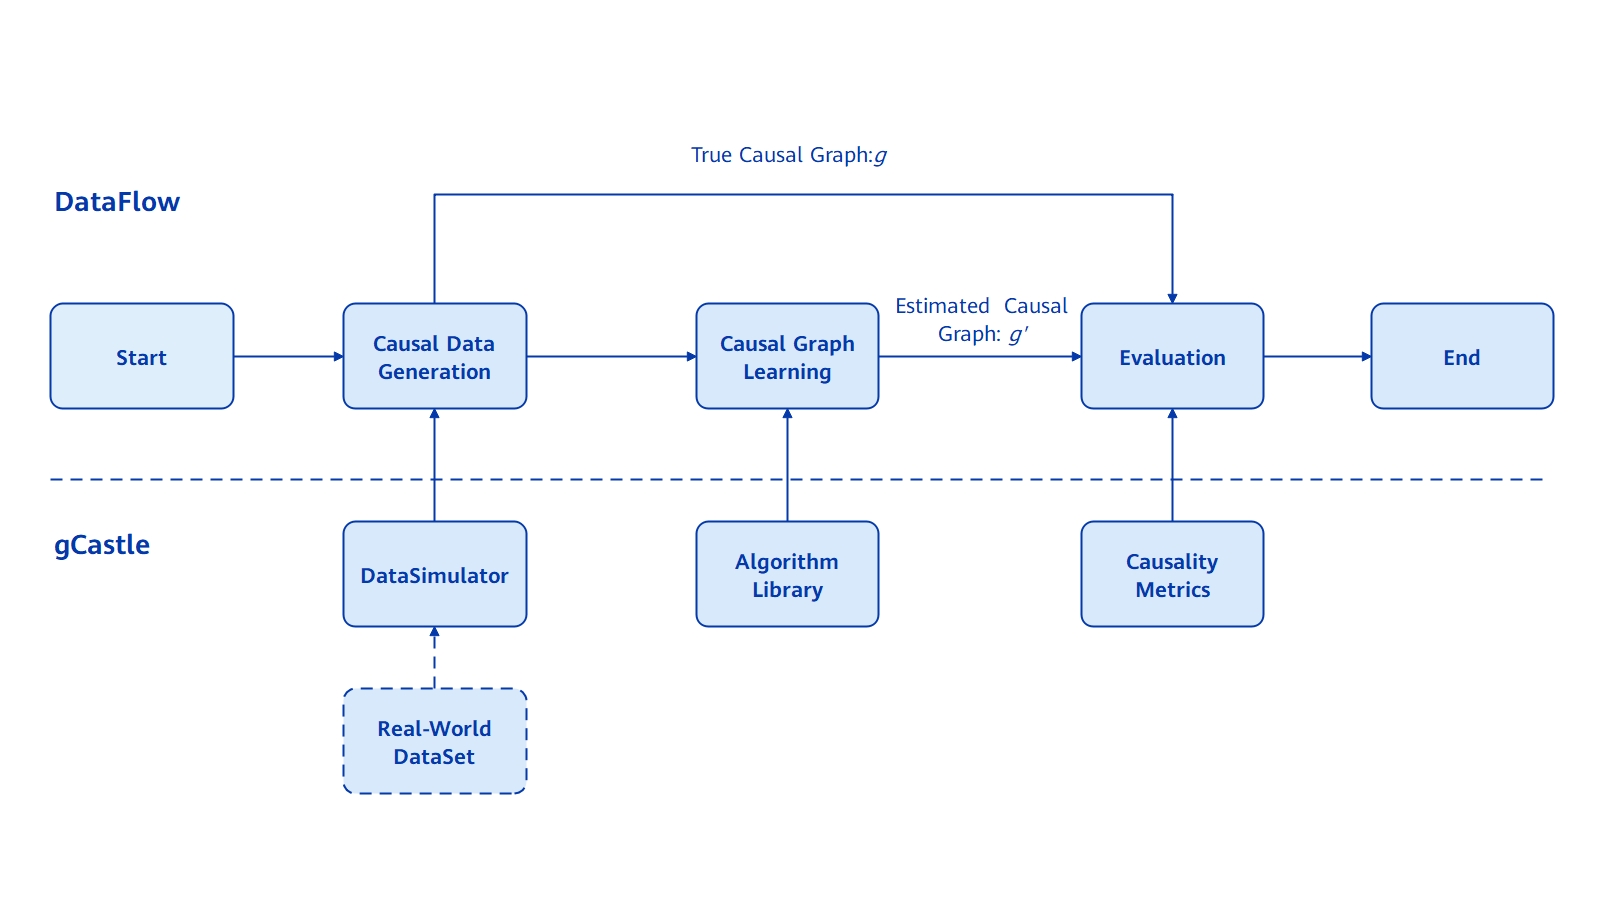 True Causal Graph:g
DataFlow
Start
Causal Data
Generation
Causal Graph
Learning
Estimated Causal
Graph: g′
Evaluation
End
gCastle
DataSimulator
Algorithm
Library
Causality
Metrics
Real-World
DataSet